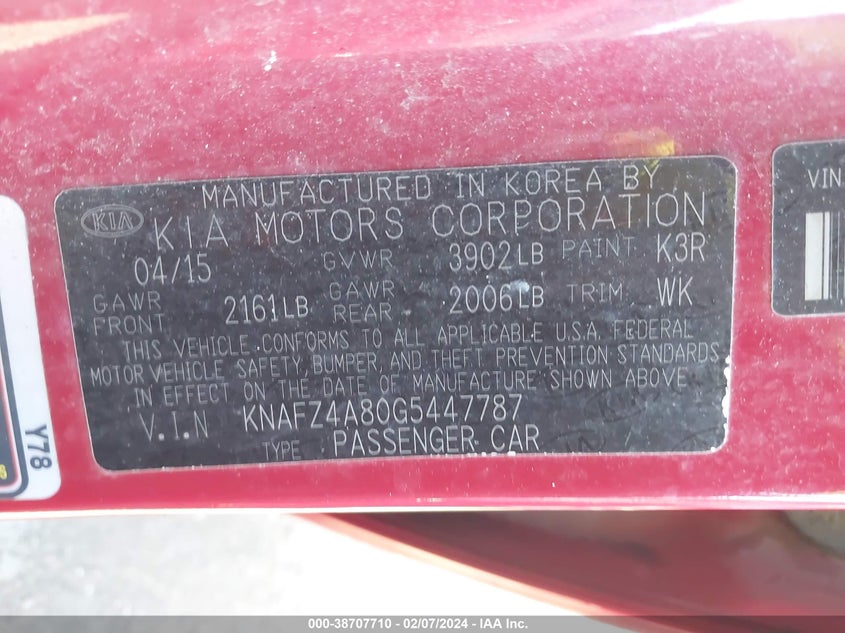 MANUFACTURED IN KOREA BY
KIA
KIA MOTORS CORPORATION
04/15 GVWR 3902LB PAINT K3R
GAWR FRONT 2161LB GAWR REAR 2006LB TRIM WK
THIS VEHICLE CONFORMS TO ALL APPLICABLE U.S.A. FEDERAL
MOTOR VEHICLE SAFETY, BUMPER, AND THEFT PREVENTION STANDARDS
IN EFFECT ON THE DATE OF MANUFACTURE SHOWN ABOVE
V.I.N KNAFZ4A80G5447787
TYPE PASSENGER CAR
VIN
Y78
000-38707710 - 02/07/2024 - IAA Inc.